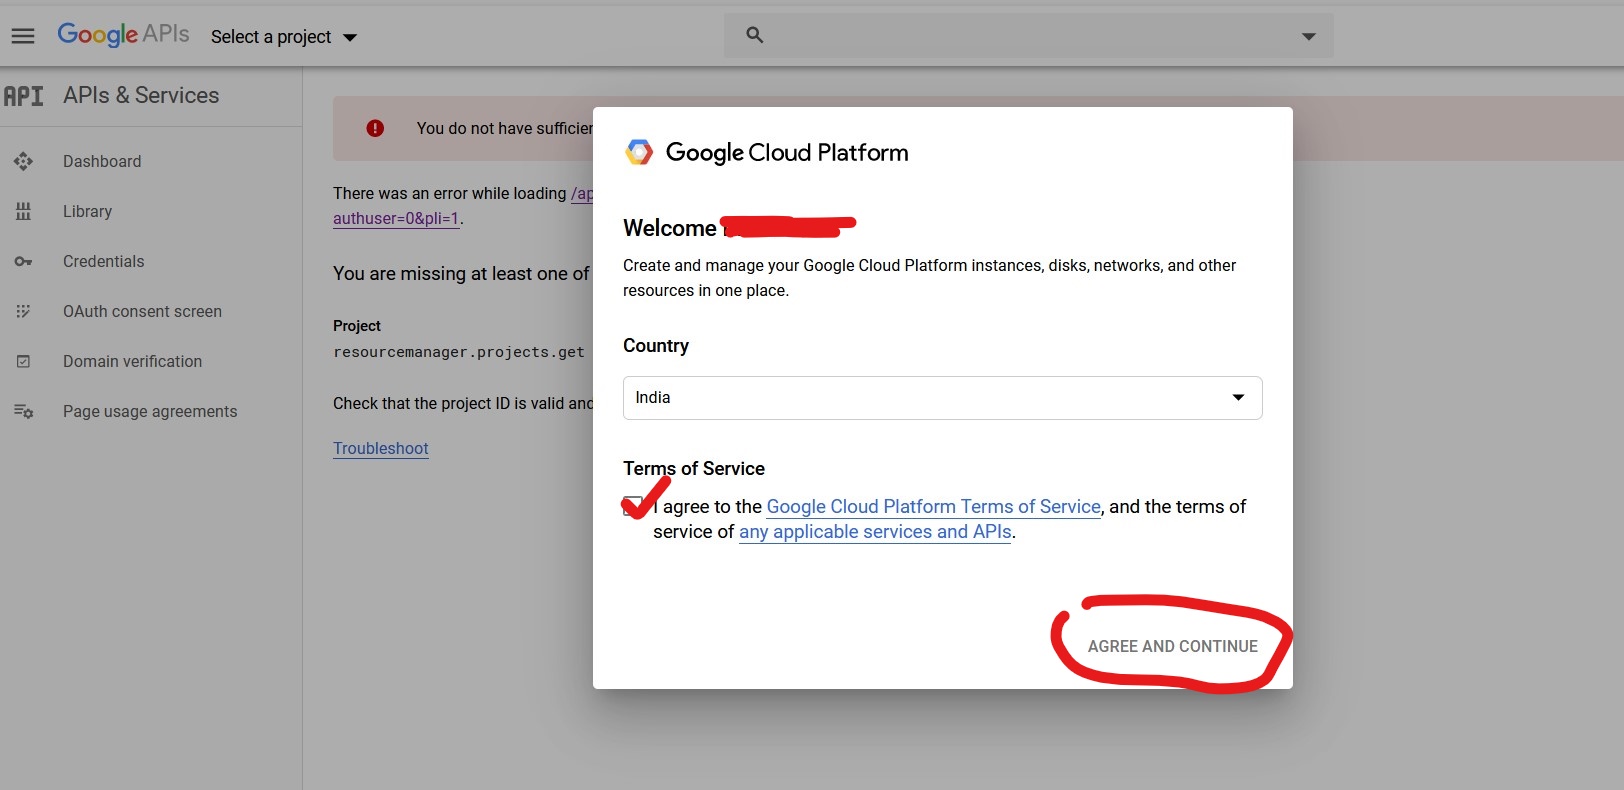 Google APIs Select a project
API APIs & Services
Dashboard
Library
Credentials
OAuth consent screen
Domain verification
Page usage agreements
You do not have
There was an error while loading
authuser=0&pli=1.
You are missing at least one of
Project
resourcemanager.projects.get
Check that the project ID is valid and
Troubleshoot
Google Cloud Platform
Welcome
Create and manage your Google Cloud Platform instances, disks, networks, and other
resources in one place.
Country
India
Terms of Service
I agree to the Google Cloud Platform Terms of Service, and the terms of
service of any applicable services and APIs.
AGREE AND CONTINUE